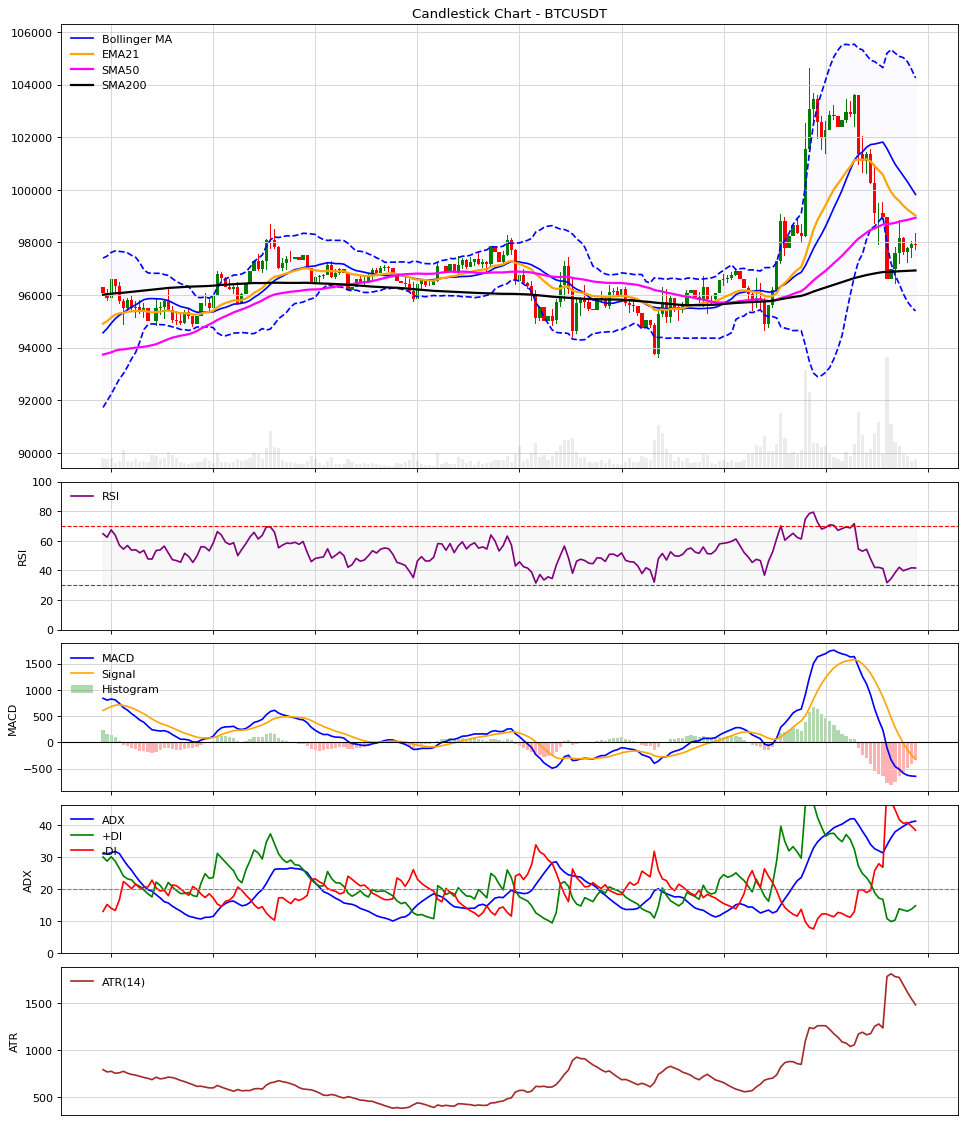 Candlestick Chart - BTCUSDT
106000
104000
102000
100000
98000
96000
94000
92000
90000
Bollinger MA
EMA21
SMA50
SMA200
100
80
60
40
20
0
RSI
RSI
1500
1000
500
0
−500
MACD
MACD
Signal
Histogram
40
30
20
10
0
ADX
ADX
+DI
-DI
1500
1000
500
ATR
ATR(14)